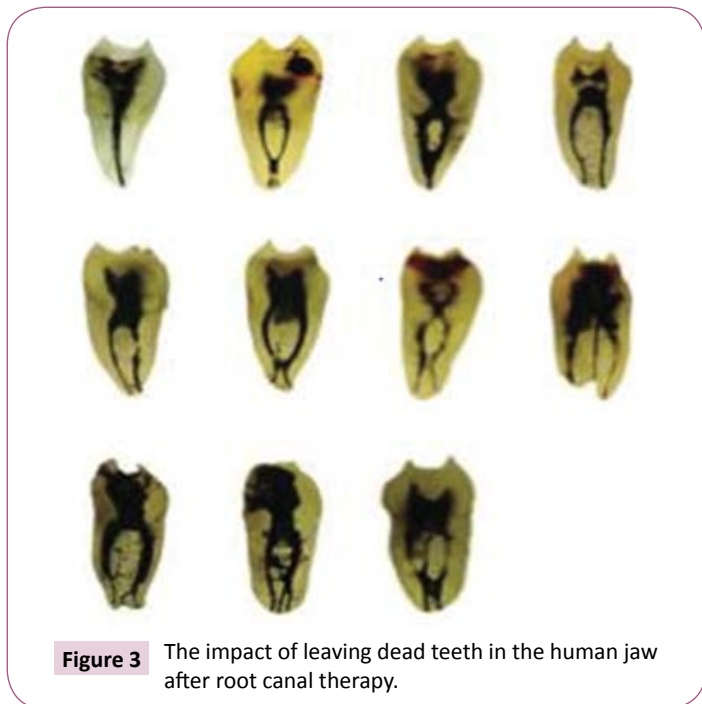 Figure 3 The impact of leaving dead teeth in the human jaw
after root canal therapy.